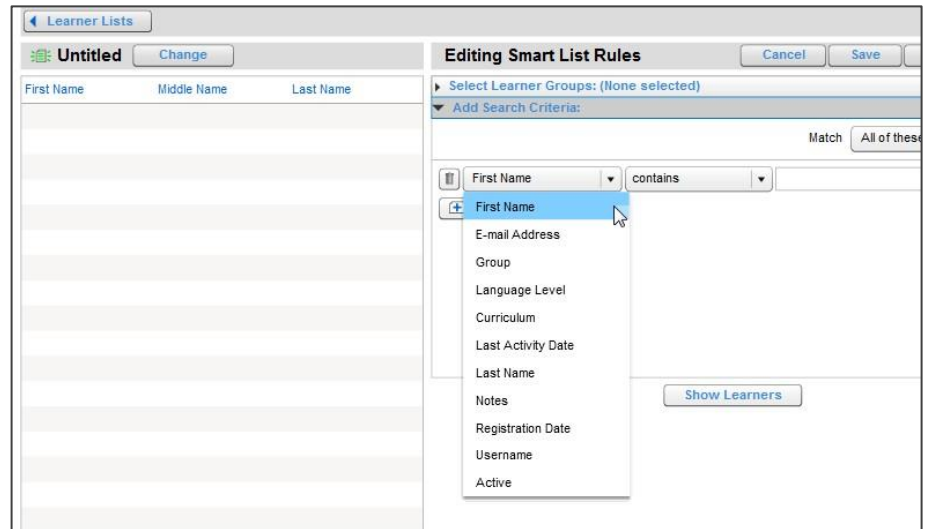 Learner Lists
Untitled Change
Editing Smart List Rules Cancel Save
First Name Middle Name Last Name
Select Learner Groups: (None selected)
Add Search Criteria:
Match All of these
First Name contains
First Name
E-mail Address
Group
Language Level
Curriculum
Last Activity Date
Last Name
Notes
Registration Date
Username
Active
Show Learners